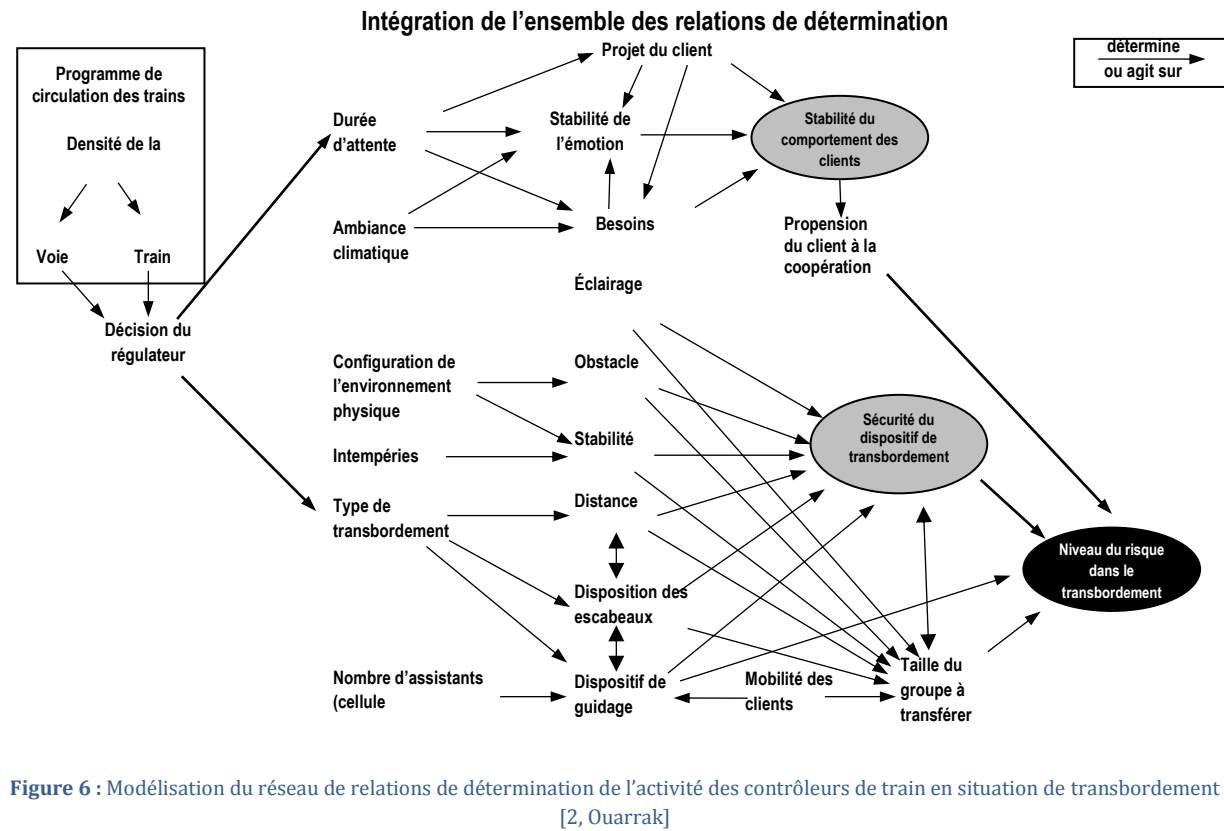 Intégration de l’ensemble des relations de détermination
détermine
ou agit sur
Programme de
circulation des trains
Densité de la
Voie
Train
Décision du
régulateur
Projet du client
Durée
d’attente
Stabilité de
l’émotion
Stabilité du
comportement des
clients
Ambiance
climatique
Besoins
Propension
du client à la
coopération
Éclairage
Configuration de
l’environnement
physique
Obstacle
Stabilité
Sécurité du
dispositif de
transbordement
Intempéries
Type de
transbordement
Distance
Niveau du risque
dans le
transbordement
Disposition des
escabeaux
Nombre d’assistants
(cellule
Dispositif de
guidage
Mobilité des
clients
Taille du
groupe à
transférer
Figure 6 : Modélisation du réseau de relations de détermination de l’activité des contrôleurs de train en situation de transbordement
[2, Ouarrak]